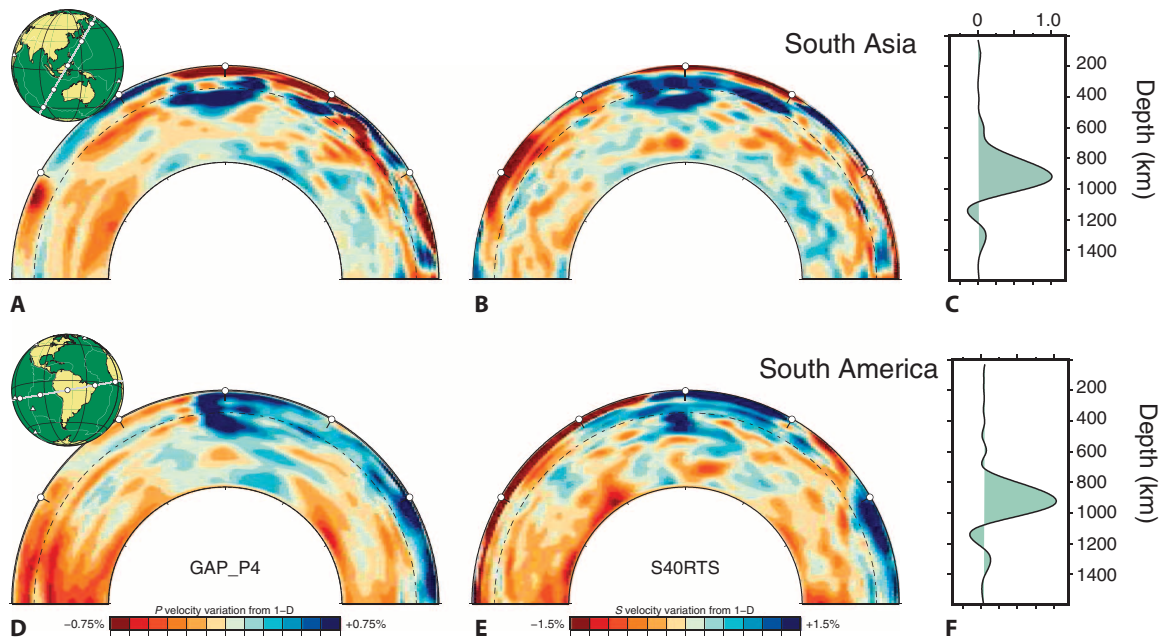 South Asia
A
B
0 1.0
200
400
600
800
1000
1200
1400
Depth (km)
C
South America
GAP_P4
P velocity variation from 1−D
−0.75% +0.75%
D
S40RTS
S velocity variation from 1−D
−1.5% +1.5%
E
200
400
600
800
1000
1200
1400
Depth (km)
F